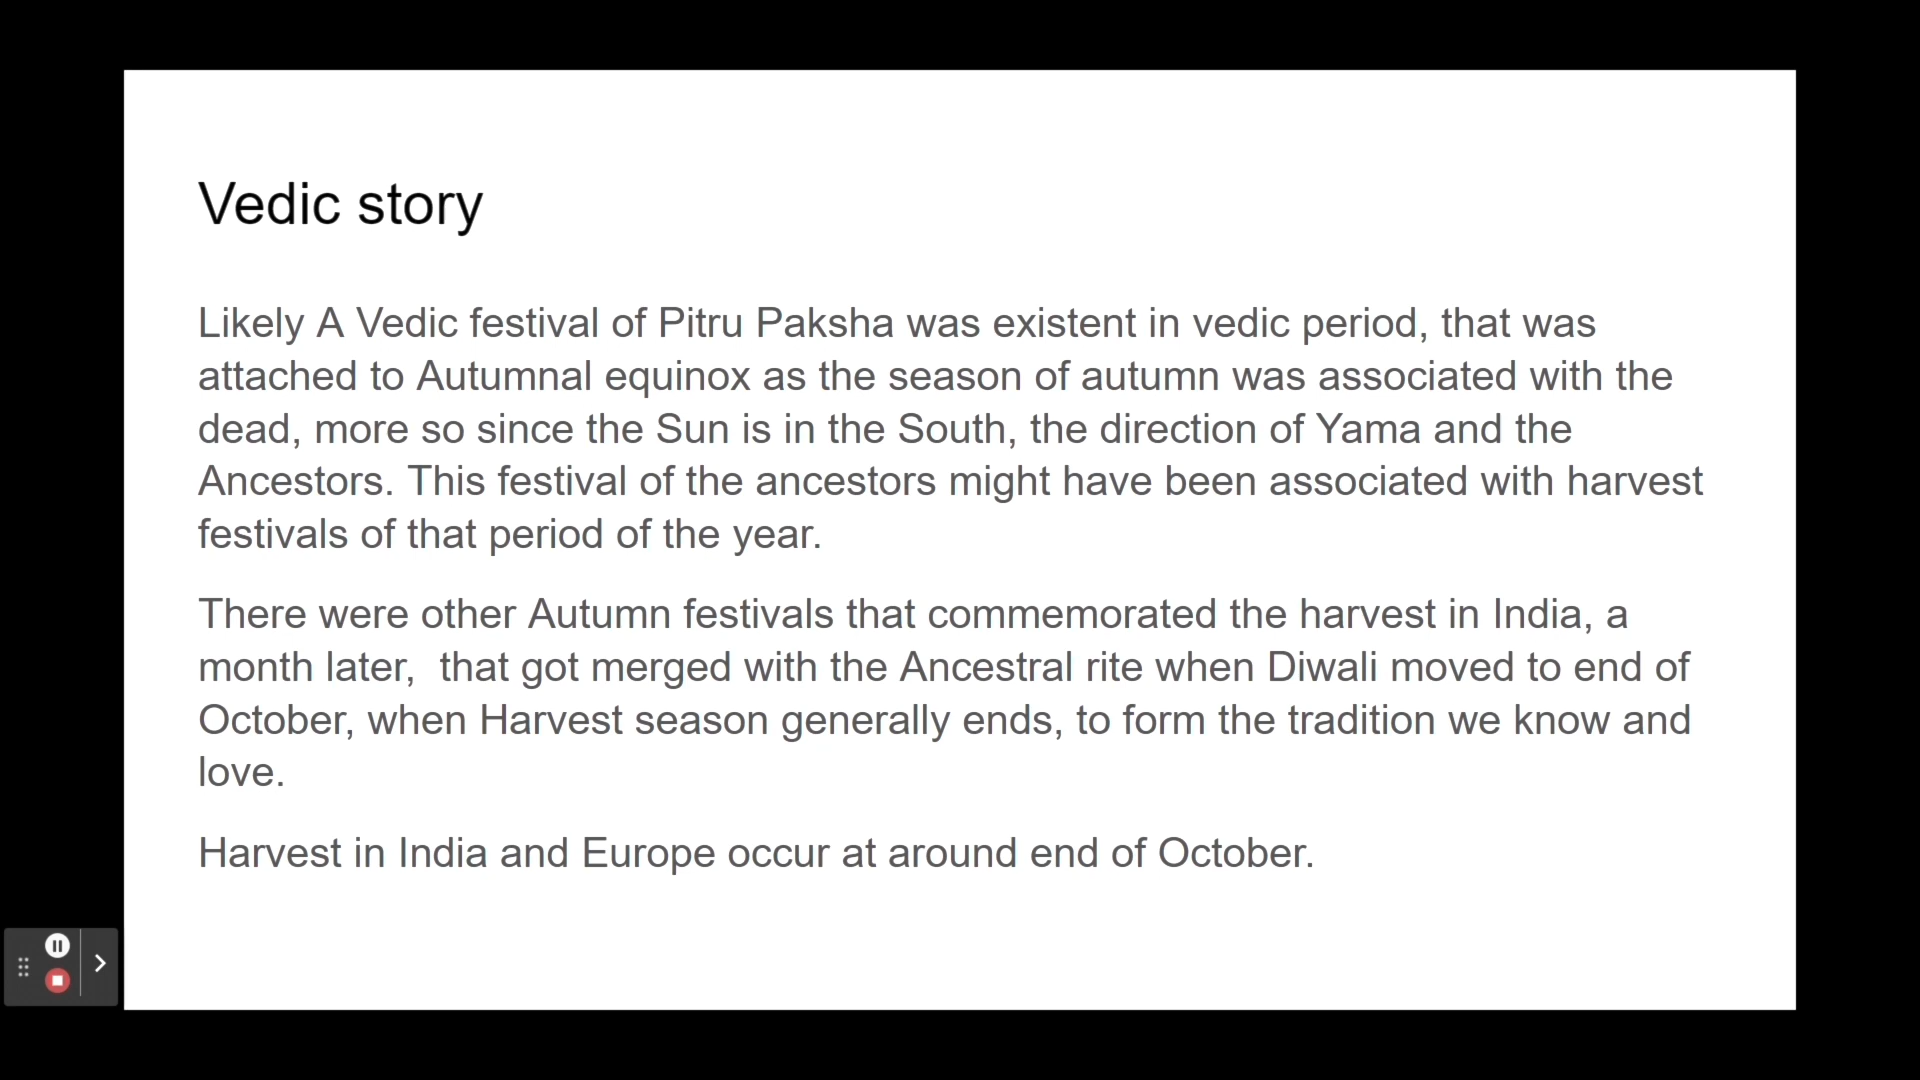 Vedic story
Likely A Vedic festival of Pitru Paksha was existent in vedic period, that was
attached to Autumnal equinox as the season of autumn was associated with the
dead, more so since the Sun is in the South, the direction of Yama and the
Ancestors. This festival of the ancestors might have been associated with harvest
festivals of that period of the year.
There were other Autumn festivals that commemorated the harvest in India, a
month later,  that got merged with the Ancestral rite when Diwali moved to end of
October, when Harvest season generally ends, to form the tradition we know and
love.
Harvest in India and Europe occur at around end of October.